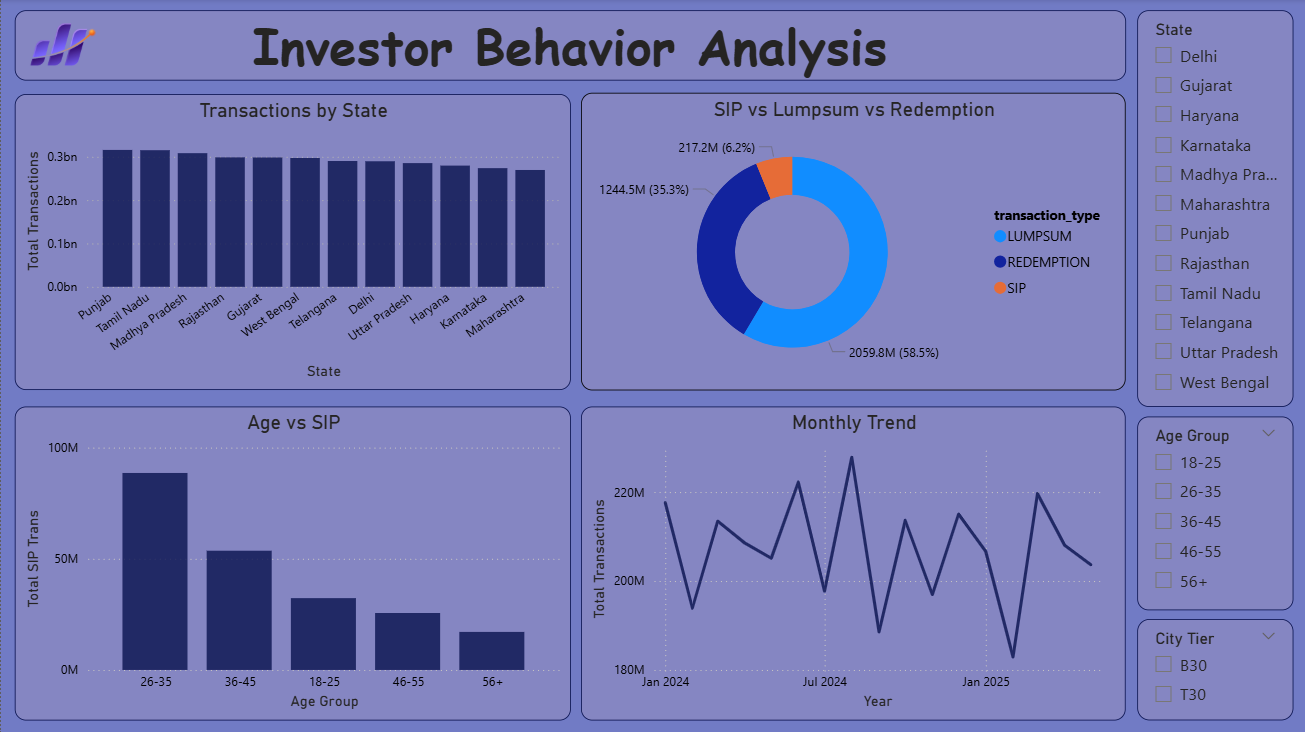 Investor Behavior Analysis
Transactions by State
Total Transactions
0.3bn
0.2bn
0.1bn
0.0bn
Punjab
Tamil Nadu
Madhya Pradesh
Rajasthan
Gujarat
West Bengal
Telangana
Delhi
Uttar Pradesh
Haryana
Karnataka
Maharashtra
State
SIP vs Lumpsum vs Redemption
217.2M (6.2%)
1244.5M (35.3%)
2059.8M (58.5%)
transaction_type
LUMPSUM
REDEMPTION
SIP
Age vs SIP
Total SIP Trans
100M
50M
0M
26-35
36-45
18-25
46-55
56+
Age Group
Monthly Trend
Total Transactions
220M
200M
180M
Jan 2024
Jul 2024
Jan 2025
Year
State
Delhi
Gujarat
Haryana
Karnataka
Madhya Pra...
Maharashtra
Punjab
Rajasthan
Tamil Nadu
Telangana
Uttar Pradesh
West Bengal
Age Group
18-25
26-35
36-45
46-55
56+
City Tier
B30
T30